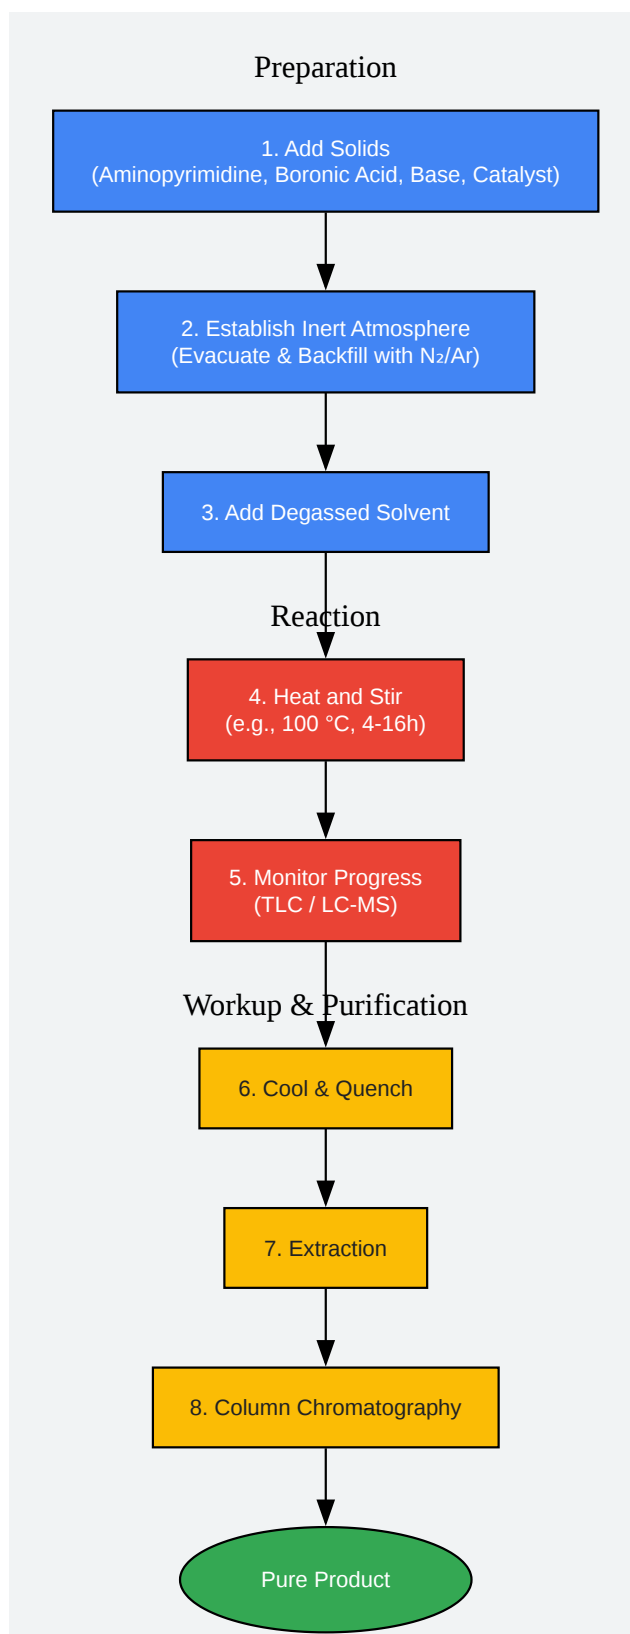 Preparation
1. Add Solids
(Aminopyrimidine, Boronic Acid, Base, Catalyst)
2. Establish Inert Atmosphere
(Evacuate & Backfill with N₂/Ar)
3. Add Degassed Solvent
Reaction
4. Heat and Stir
(e.g., 100 °C, 4-16h)
5. Monitor Progress
(TLC / LC-MS)
Workup & Purification
6. Cool & Quench
7. Extraction
8. Column Chromatography
Pure Product